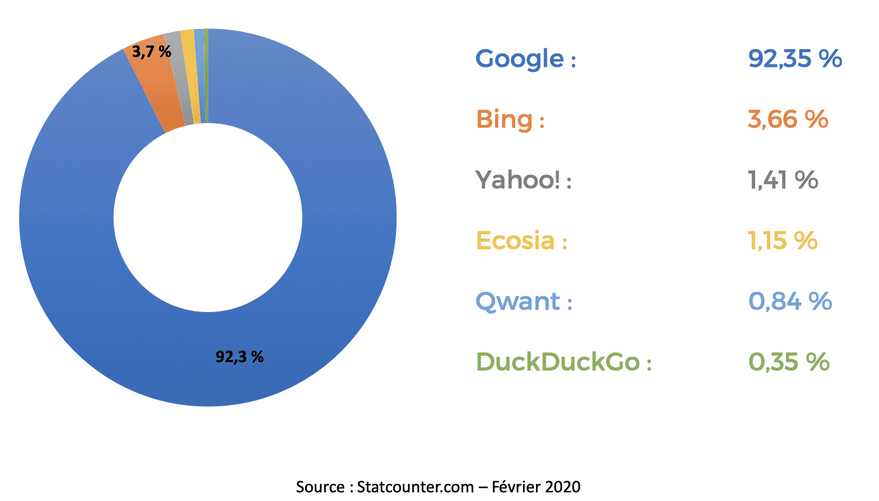 3,7 %
92,3 %
Google : 92,35 %
Bing : 3,66 %
Yahoo! : 1,41 %
Ecosia : 1,15 %
Qwant : 0,84 %
DuckDuckGo : 0,35 %
Source : Statcounter.com – Février 2020